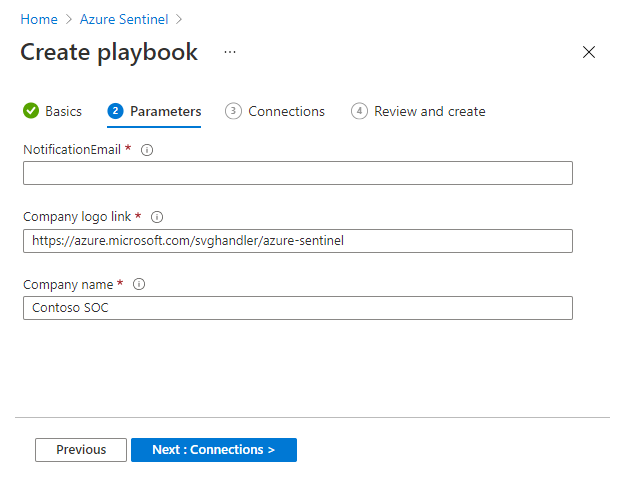 Home > Azure Sentinel >
Create playbook ...
Basics 2 Parameters 3 Connections 4 Review and create
NotificationEmail *
Company logo link *
https://azure.microsoft.com/svghandler/azure-sentinel
Company name *
Contoso SOC
Previous Next : Connections >